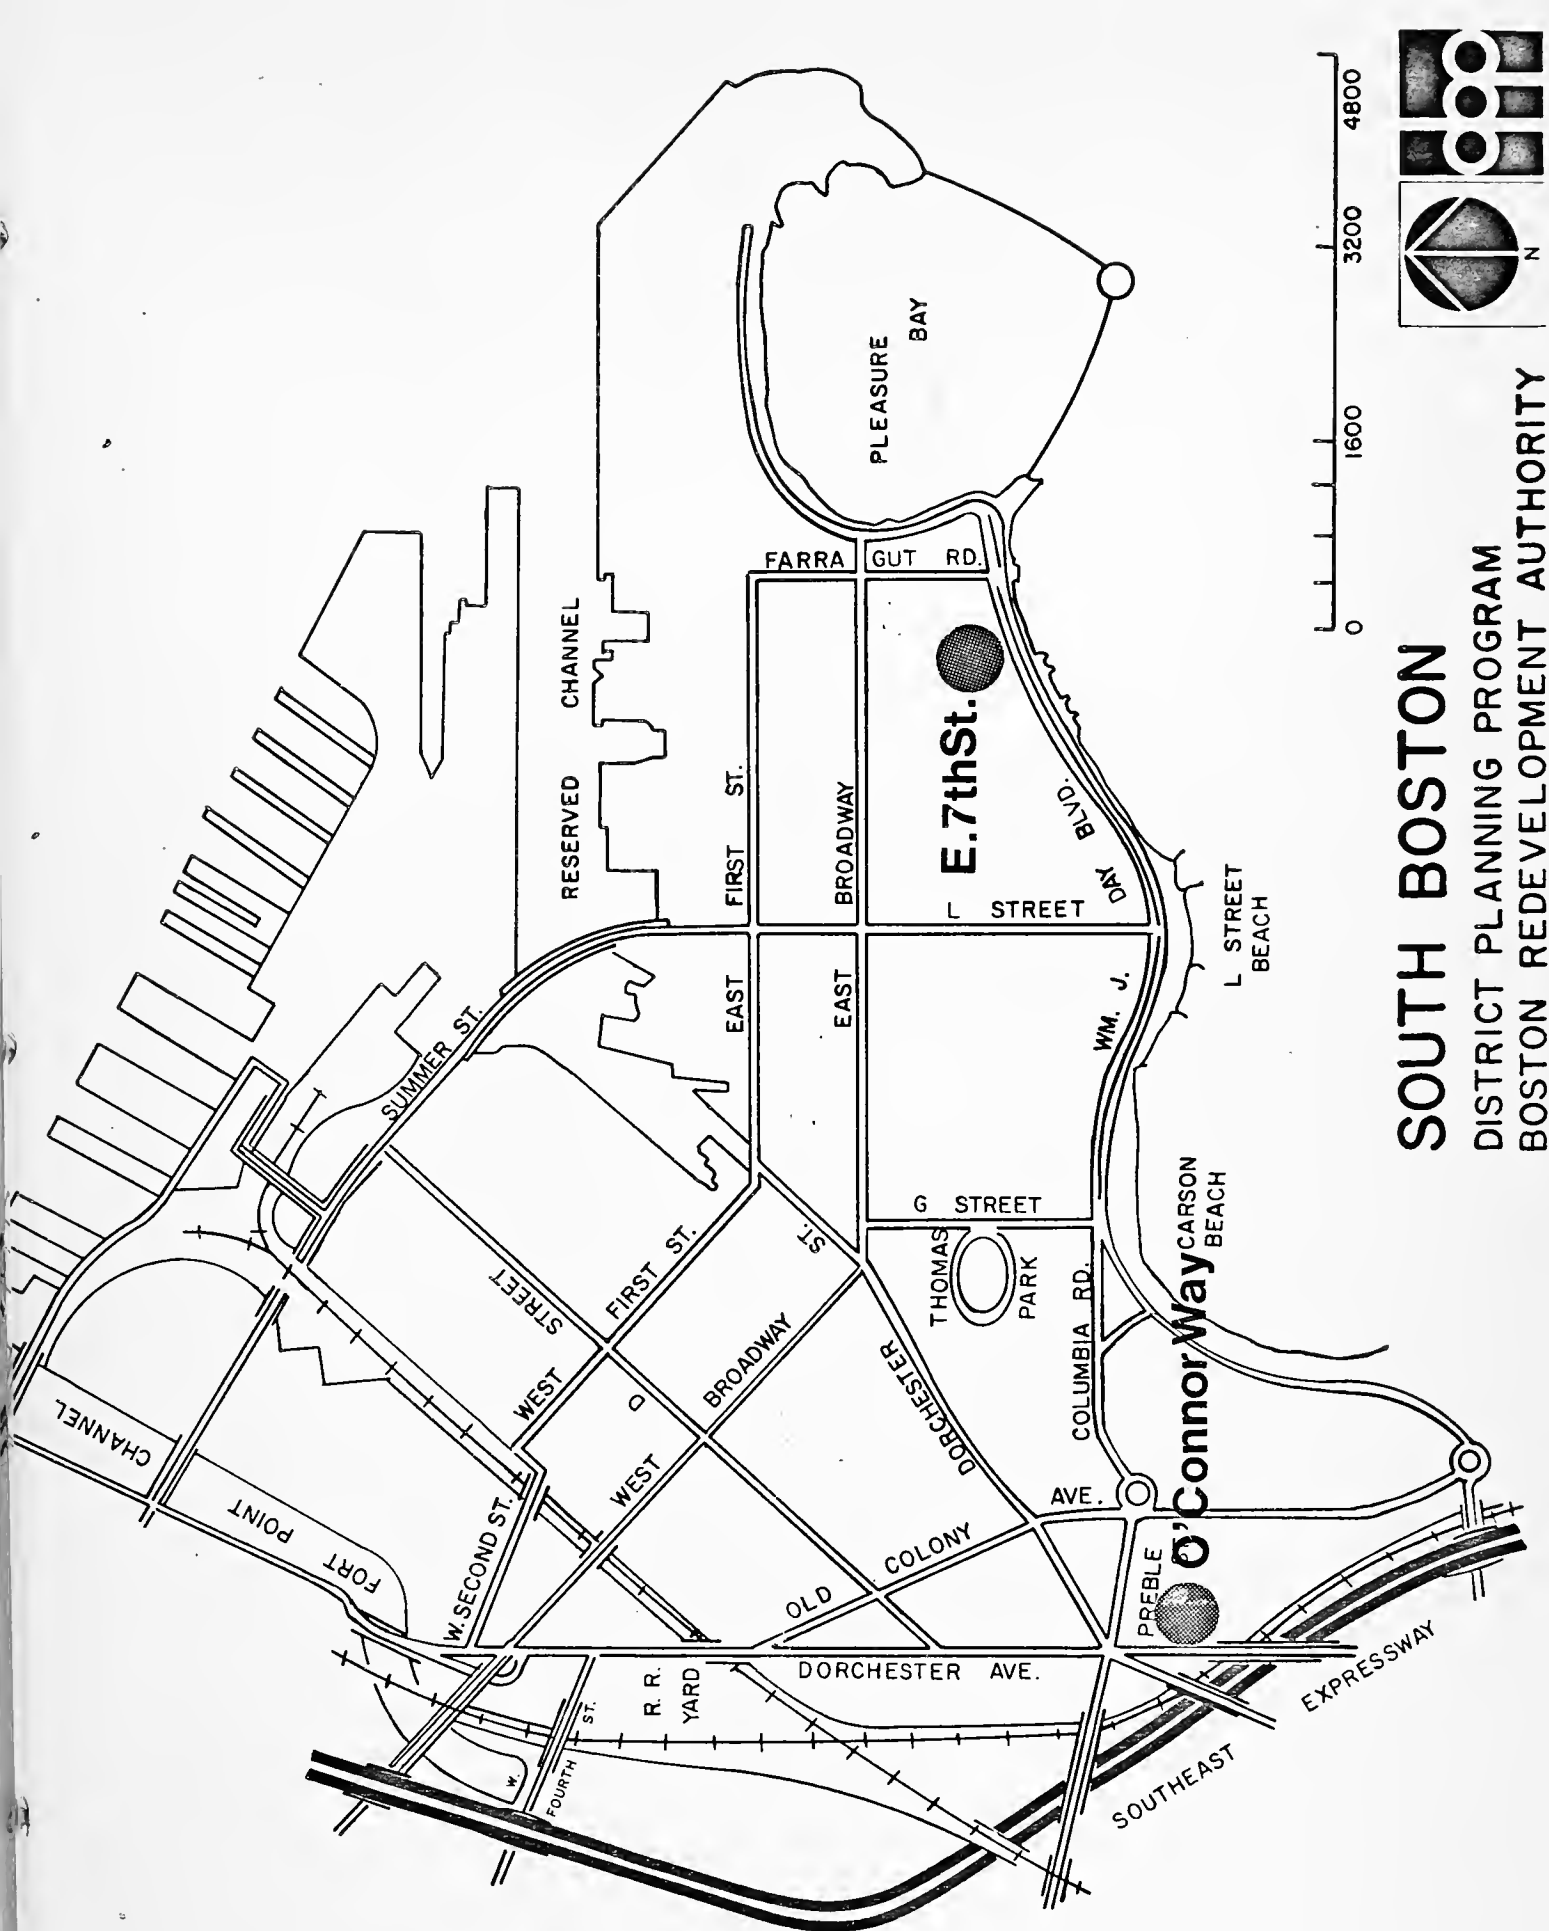 CHANNEL
POINT
FORT
SUMMER ST.
RESERVED CHANNEL
WEST FIRST ST.
D STREET
WEST BROADWAY
ST.
W. SECOND ST.
EAST FIRST ST.
EAST BROADWAY
FARRA GUT RD.
PLEASURE
BAY
E.7thSt.
L STREET
G STREET
THOMAS
PARK
WM. J. DAY BLVD.
L STREET
BEACH
CARSON
BEACH
COLUMBIA RD.
DORCHESTER
OLD COLONY AVE.
PREBLE
O'Connor Way
DORCHESTER AVE.
R. R.
YARD
W.
FOURTH
ST.
SOUTHEAST EXPRESSWAY
0 1600 3200 4800
SOUTH BOSTON
DISTRICT PLANNING PROGRAM
BOSTON REDEVELOPMENT AUTHORITY
N